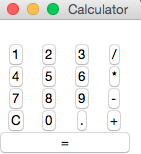 Calculator
1 2 3 /
4 5 6 *
7 8 9 -
C 0 . +
=